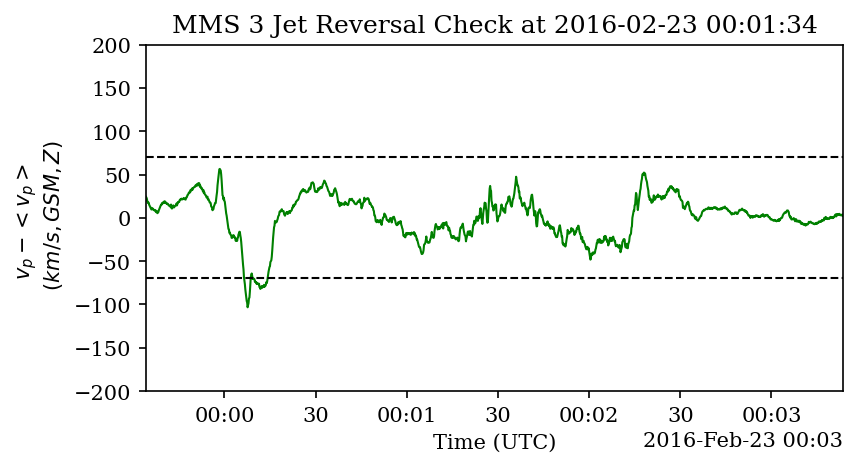 MMS 3 Jet Reversal Check at 2016-02-23 00:01:34
200
150
100
50
0
−50
−100
−150
−200
v_p − < v_p >
(km/s, GSM, Z)
00:00 30 00:01 30 00:02 30 00:03
Time (UTC)
2016-Feb-23 00:03